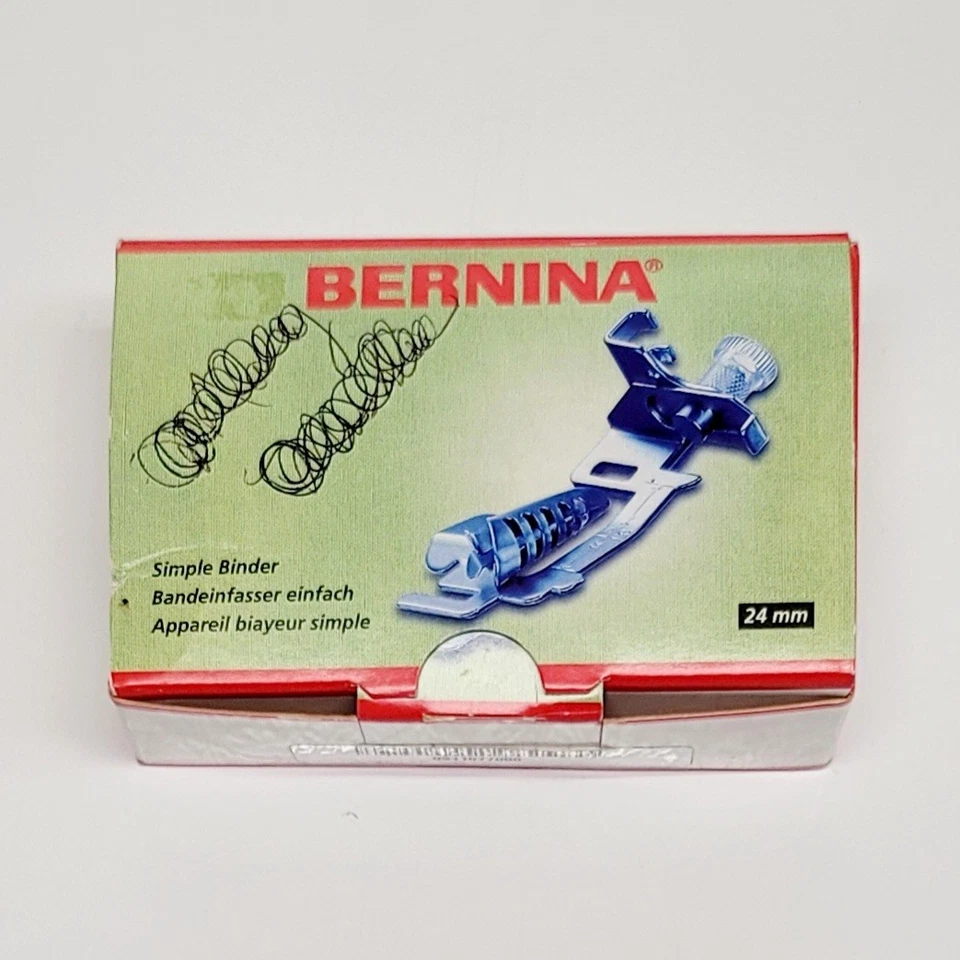 BERNINA®
Simple Binder
Bandeinfasser einfach
Appareil biayeur simple
24 mm